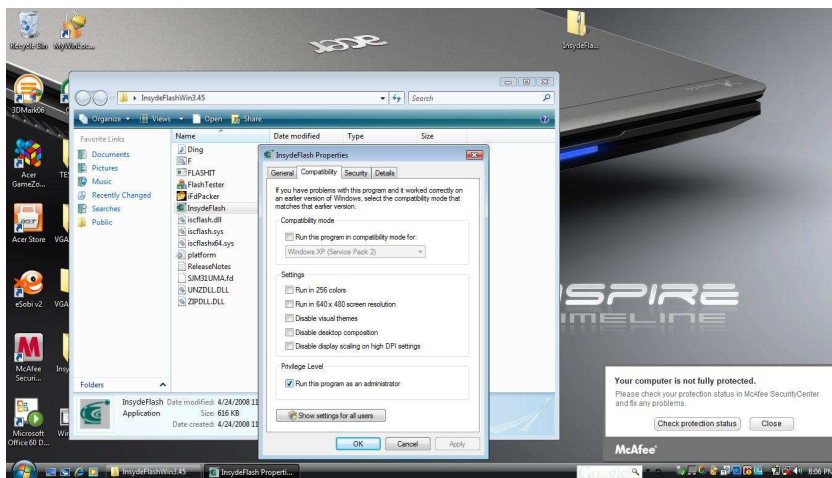 acer
Recycle Bin
MyWinLoc...
InsydeFla...
3DMark06
Acer
GameZo...
Acer Store
VGA
eSobi v2
VGA
McAfee
Securi...
Insy
Microsoft
Office 60 D...
InsydeFlashWin3.45
Search
Organize
Views
Open
Share
Favorite Links
Documents
Pictures
Music
Recently Changed
Searches
Public
Folders
Name
Date modified
Type
Size
Ding
F
FLASHIT
FlashTester
iFdPacker
InsydeFlash
iscflash.dll
iscflash.sys
iscflashx64.sys
platform
ReleaseNotes
SJM31UMA.fd
UNZDLL.DLL
ZIPDLL.DLL
InsydeFlash Date modified: 4/24/2008 11
Application Size: 616 KB
Date created: 4/24/2008 11
InsydeFlash Properties
General
Compatibility
Security
Details
If you have problems with this program and it worked correctly on
an earlier version of Windows, select the compatibility mode that
matches that earlier version.
Compatibility mode
Run this program in compatibility mode for:
Windows XP (Service Pack 2)
Settings
Run in 256 colors
Run in 640 x 480 screen resolution
Disable visual themes
Disable desktop composition
Disable display scaling on high DPI settings
Privilege Level
Run this program as an administrator
Show settings for all users
OK
Cancel
Apply
SPIRE
Your computer is not fully protected.
Please check your protection status in McAfee SecurityCenter
and fix any problems.
Check protection status
Close
McAfee
InsydeFlashWin3.45
InsydeFlash Properti...
8:06 PM